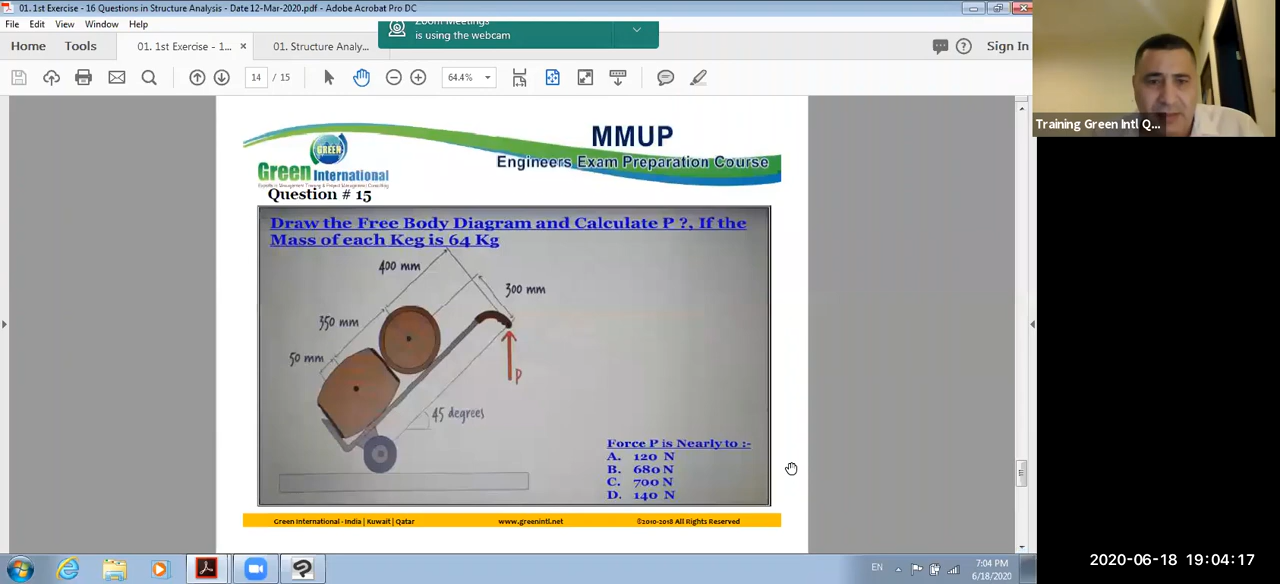 01. 1st Exercise - 16 Questions in Structure Analysis - Date 12-Mar-2020.pdf - Adobe Acrobat Pro DC
File Edit View Window Help
Zoom Meetings
is using the webcam
Home Tools 01. 1st Exercise - 1... × 01. Structure Analy... Sign In
14 / 15 64.4%
Training Green Intl Q...
MMUP
Engineers Exam Preparation Course
GREEN
Green International
Question # 15
Draw the Free Body Diagram and Calculate P ?, If the
Mass of each Keg is 64 Kg
400 mm
300 mm
350 mm
50 mm
P
45 degrees
Force P is Nearly to :-
A. 120 N
B. 680 N
C. 700 N
D. 140 N
Green International - India | Kuwait | Qatar www.greenintl.net ©2010-2018 All Rights Reserved
EN 7:04 PM
6/18/2020
2020-06-18 19:04:17